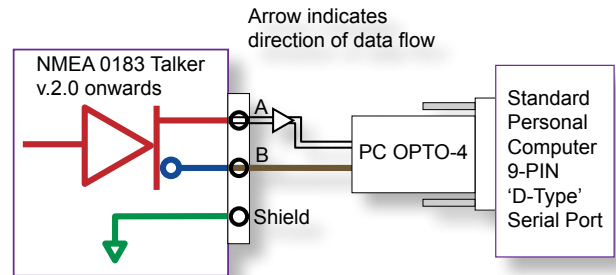 Arrow indicates
direction of data flow
NMEA 0183 Talker
v.2.0 onwards
A
B
Shield
PC OPTO-4
Standard
Personal
Computer
9-PIN
‘D-Type’
Serial Port